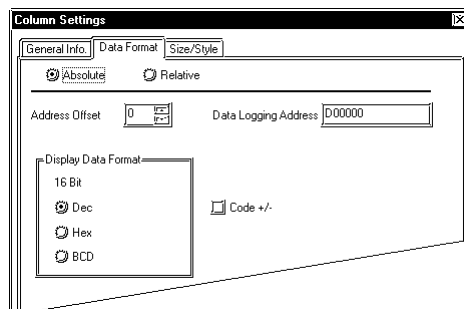 Column Settings
General Info. Data Format Size/Style
Absolute Relative
Address Offset 0 Data Logging Address D00000
Display Data Format
16 Bit
Dec Code +/-
Hex
BCD